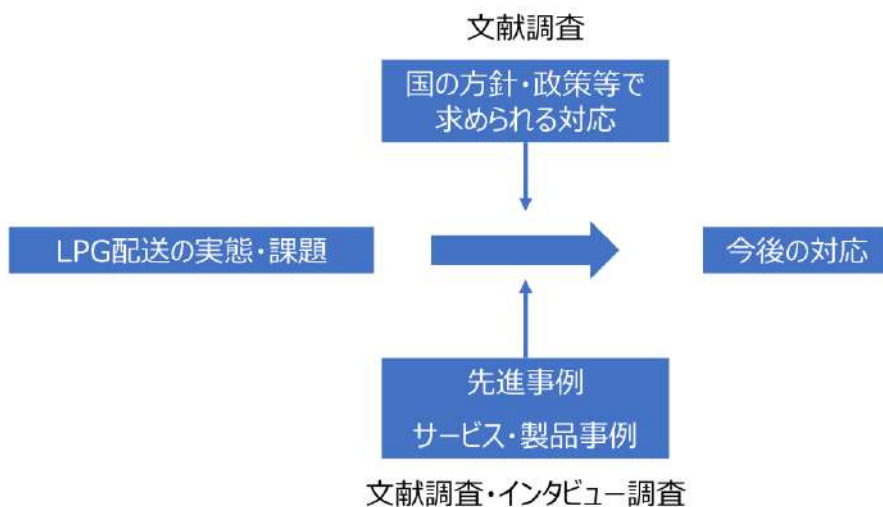 文献調査
国の方針・政策等で
求められる対応
LPG配送の実態・課題
今後の対応
先進事例
サービス・製品事例
文献調査・インタビュー調査